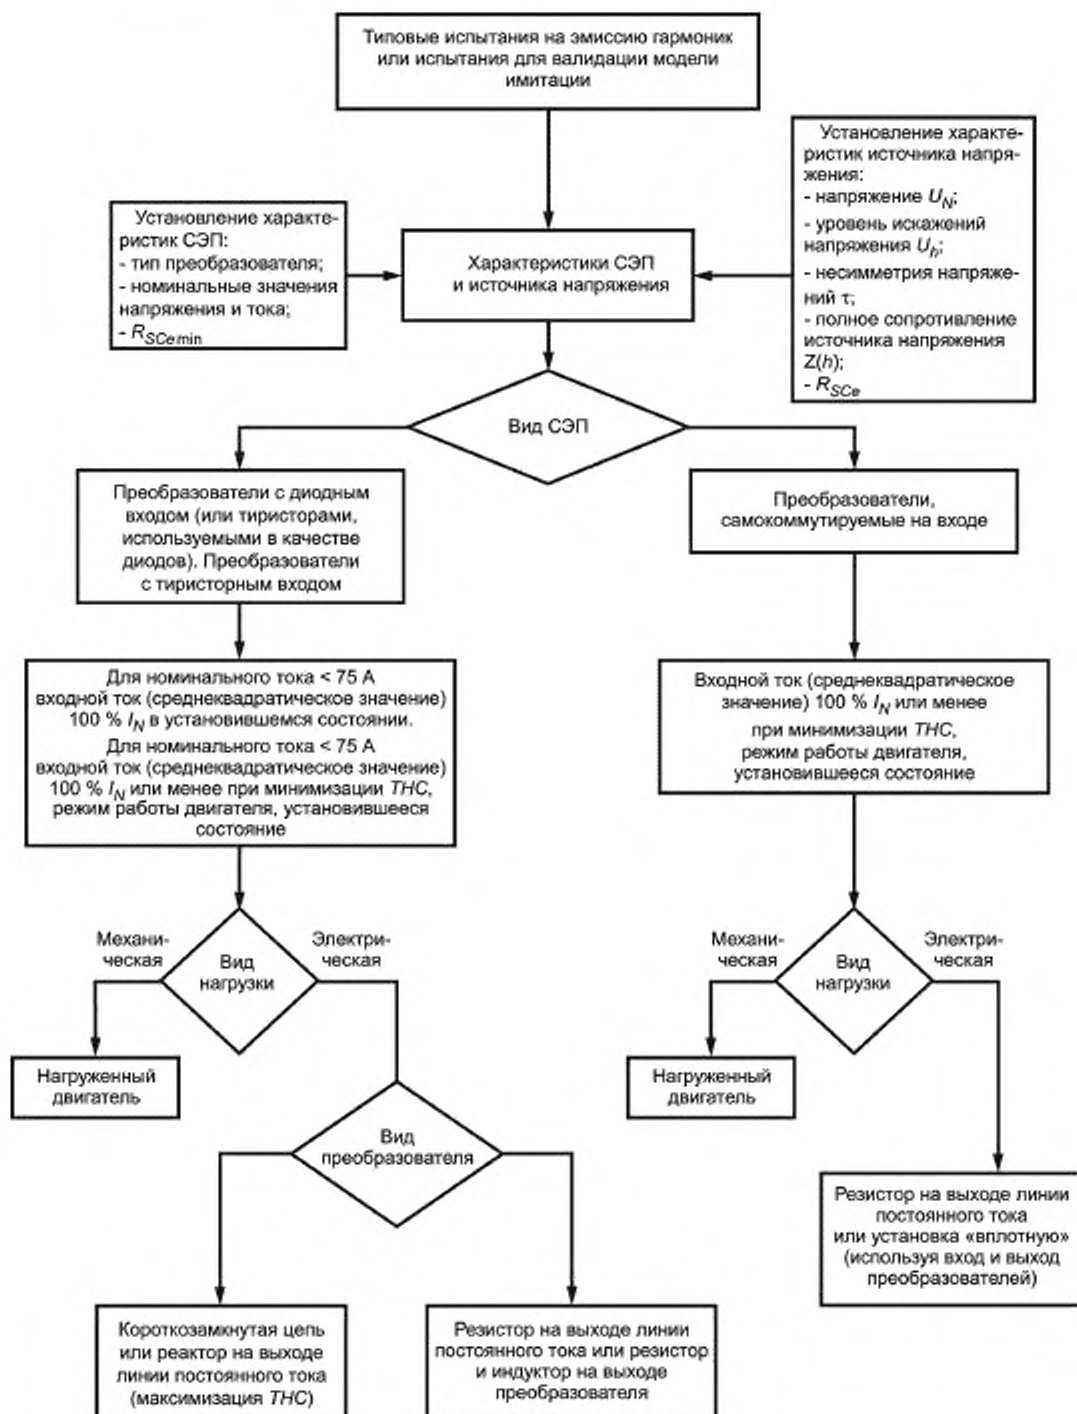 Типовые испытания на эмиссию гармоник
или испытания для валидации модели
имитации
Установление характе-
ристик источника напря-
жения:
- напряжение U_N;
- уровень искажений
напряжения U_h;
- несимметрия напряже-
ний τ;
- полное сопротивление
источника напряжения
Z(h);
- R_SCe
Установление характе-
ристик СЭП:
- тип преобразователя;
- номинальные значения
напряжения и тока;
- R_SCe min
Характеристики СЭП
и источника напряжения
Вид СЭП
Преобразователи с диодным
входом (или тиристорами,
используемыми в качестве
диодов). Преобразователи
с тиристорным входом
Преобразователи,
самокоммутируемые на входе
Для номинального тока < 75 А
входной ток (среднеквадратическое значение)
100 % I_N в установившемся состоянии.
Для номинального тока < 75 А
входной ток (среднеквадратическое значение)
100 % I_N или менее при минимизации THC,
режим работы двигателя, установившееся
состояние
Входной ток (среднеквадратическое
значение) 100 % I_N или менее
при минимизации THC,
режим работы двигателя,
установившееся состояние
Механи-
ческая
Вид
нагрузки
Электри-
ческая
Механи-
ческая
Вид
нагрузки
Электри-
ческая
Нагруженный
двигатель
Нагруженный
двигатель
Вид
преобразователя
Резистор на выходе линии
постоянного тока
или установка «вплотную»
(используя вход и выход
преобразователей)
Короткозамкнутая цепь
или реактор на выходе
линии постоянного тока
(максимизация THC)
Резистор на выходе линии
постоянного тока или резистор
и индуктор на выходе
преобразователя